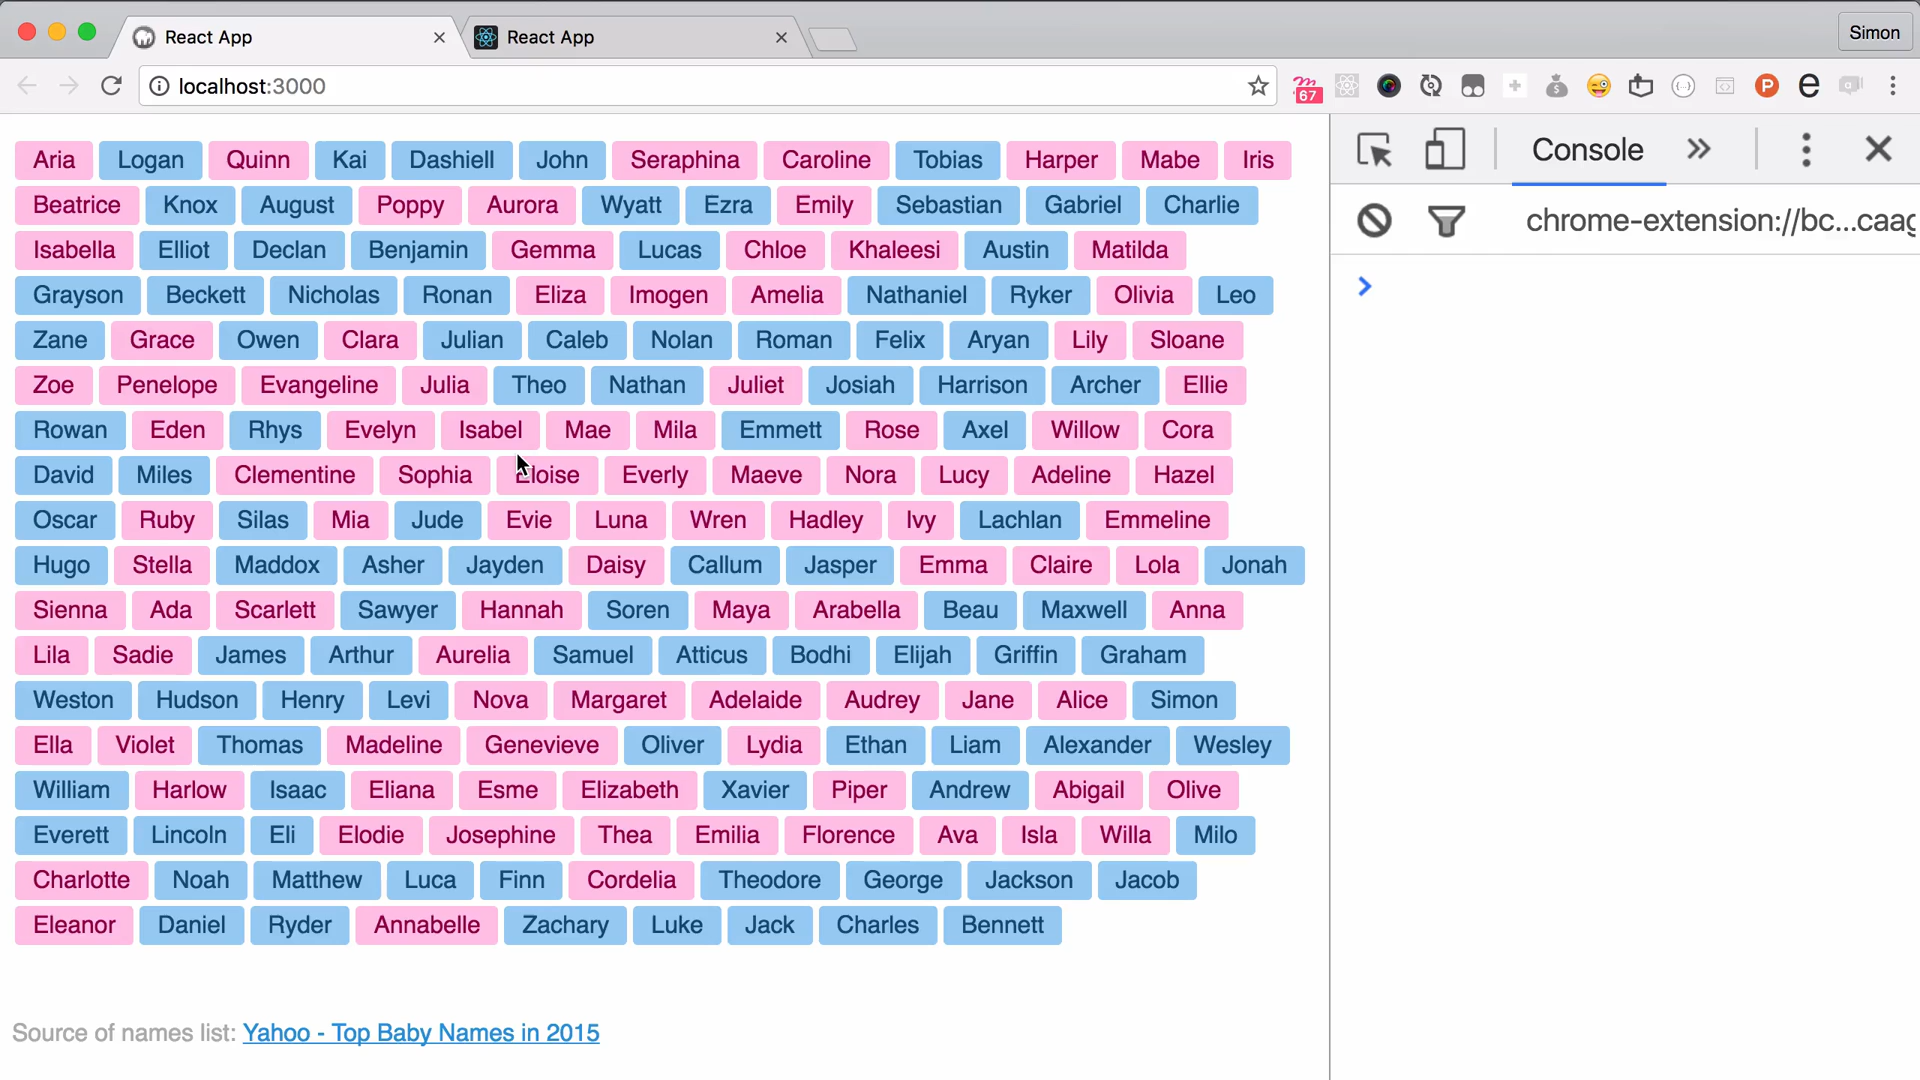 React App
React App
Simon
localhost:3000
67
Console
chrome-extension://bc...caag
Aria Logan Quinn Kai Dashiell John Seraphina Caroline Tobias Harper Mabe Iris
Beatrice Knox August Poppy Aurora Wyatt Ezra Emily Sebastian Gabriel Charlie
Isabella Elliot Declan Benjamin Gemma Lucas Chloe Khaleesi Austin Matilda
Grayson Beckett Nicholas Ronan Eliza Imogen Amelia Nathaniel Ryker Olivia Leo
Zane Grace Owen Clara Julian Caleb Nolan Roman Felix Aryan Lily Sloane
Zoe Penelope Evangeline Julia Theo Nathan Juliet Josiah Harrison Archer Ellie
Rowan Eden Rhys Evelyn Isabel Mae Mila Emmett Rose Axel Willow Cora
David Miles Clementine Sophia Eloise Everly Maeve Nora Lucy Adeline Hazel
Oscar Ruby Silas Mia Jude Evie Luna Wren Hadley Ivy Lachlan Emmeline
Hugo Stella Maddox Asher Jayden Daisy Callum Jasper Emma Claire Lola Jonah
Sienna Ada Scarlett Sawyer Hannah Soren Maya Arabella Beau Maxwell Anna
Lila Sadie James Arthur Aurelia Samuel Atticus Bodhi Elijah Griffin Graham
Weston Hudson Henry Levi Nova Margaret Adelaide Audrey Jane Alice Simon
Ella Violet Thomas Madeline Genevieve Oliver Lydia Ethan Liam Alexander Wesley
William Harlow Isaac Eliana Esme Elizabeth Xavier Piper Andrew Abigail Olive
Everett Lincoln Eli Elodie Josephine Thea Emilia Florence Ava Isla Willa Milo
Charlotte Noah Matthew Luca Finn Cordelia Theodore George Jackson Jacob
Eleanor Daniel Ryder Annabelle Zachary Luke Jack Charles Bennett
Source of names list: Yahoo - Top Baby Names in 2015